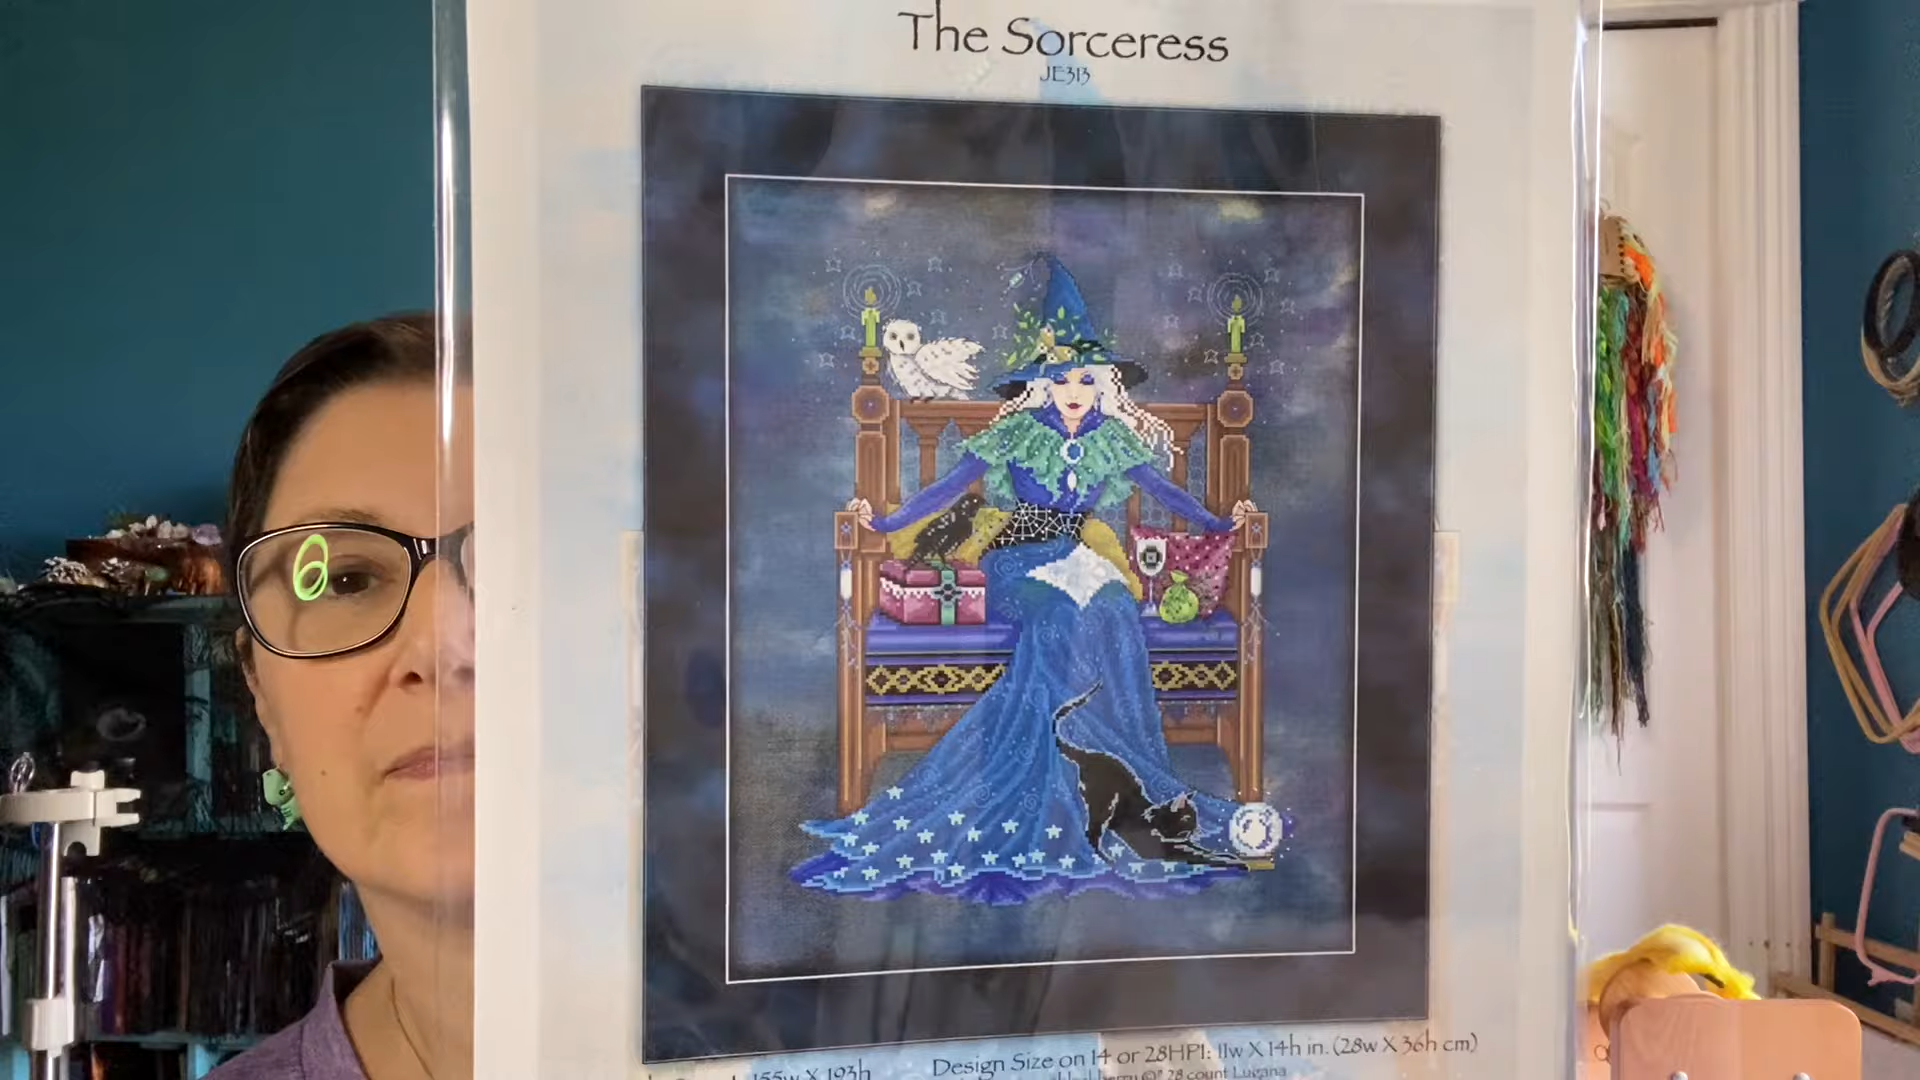 The Sorceress
JE313
155w X 193h
Design Size on 14 or 28HPI: 11w X 14h in. (28w X 36h cm)
28 count Lugana